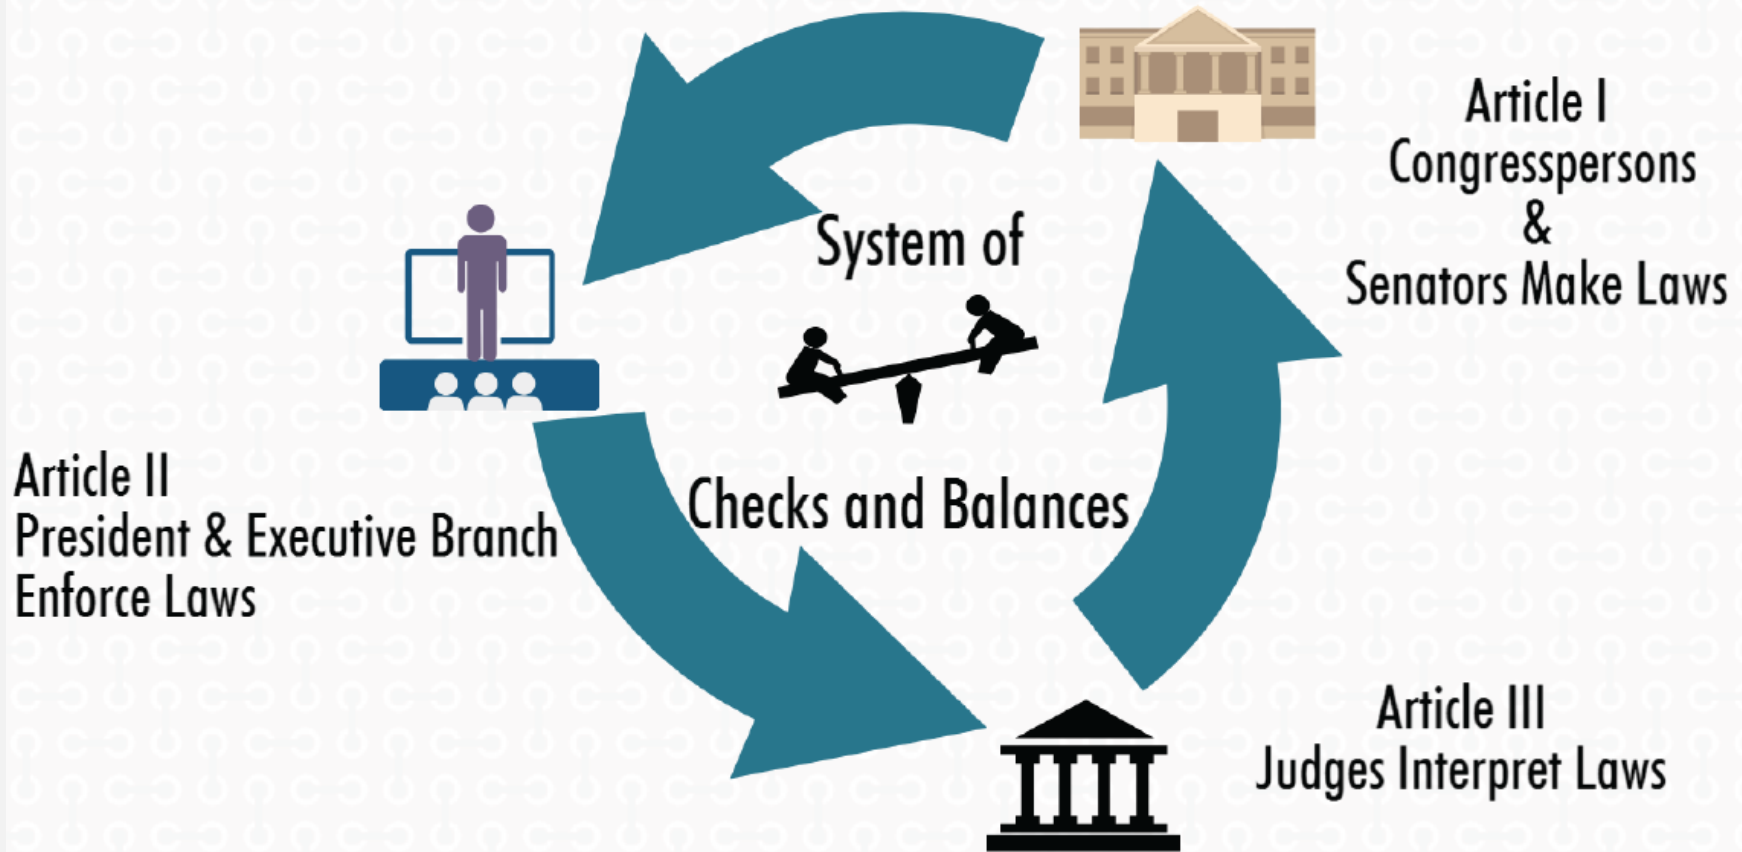 Article I
Congresspersons
&
Senators Make Laws
System of
Checks and Balances
Article II
President & Executive Branch
Enforce Laws
Article III
Judges Interpret Laws